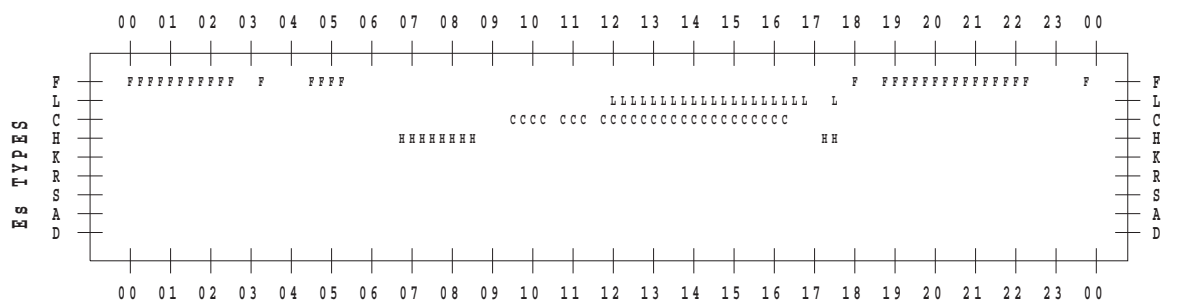 00 01 02 03 04 05 06 07 08 09 10 11 12 13 14 15 16 17 18 19 20 21 22 23 00
Es TYPES
F FFFFFFFFFFF F FFFF F FFFFFFFFFFFFFFF F F
L LLLLLLLLLLLLLLLLLLLL L L
C CCCC CCC CCCCCCCCCCCCCCCCCCC C
H HHHHHHHH HH H
K K
R R
S S
A A
D D
00 01 02 03 04 05 06 07 08 09 10 11 12 13 14 15 16 17 18 19 20 21 22 23 00